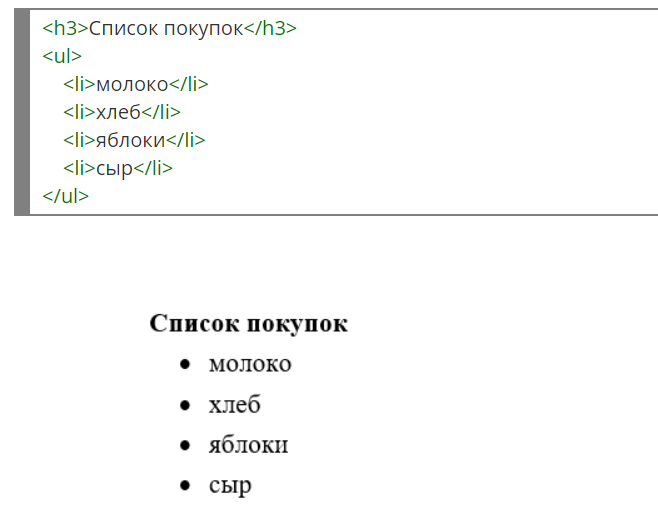 <h3>Список покупок</h3>
<ul>
<li>молоко</li>
<li>хлеб</li>
<li>яблоки</li>
<li>сыр</li>
</ul>
Список покупок
• молоко
• хлеб
• яблоки
• сыр